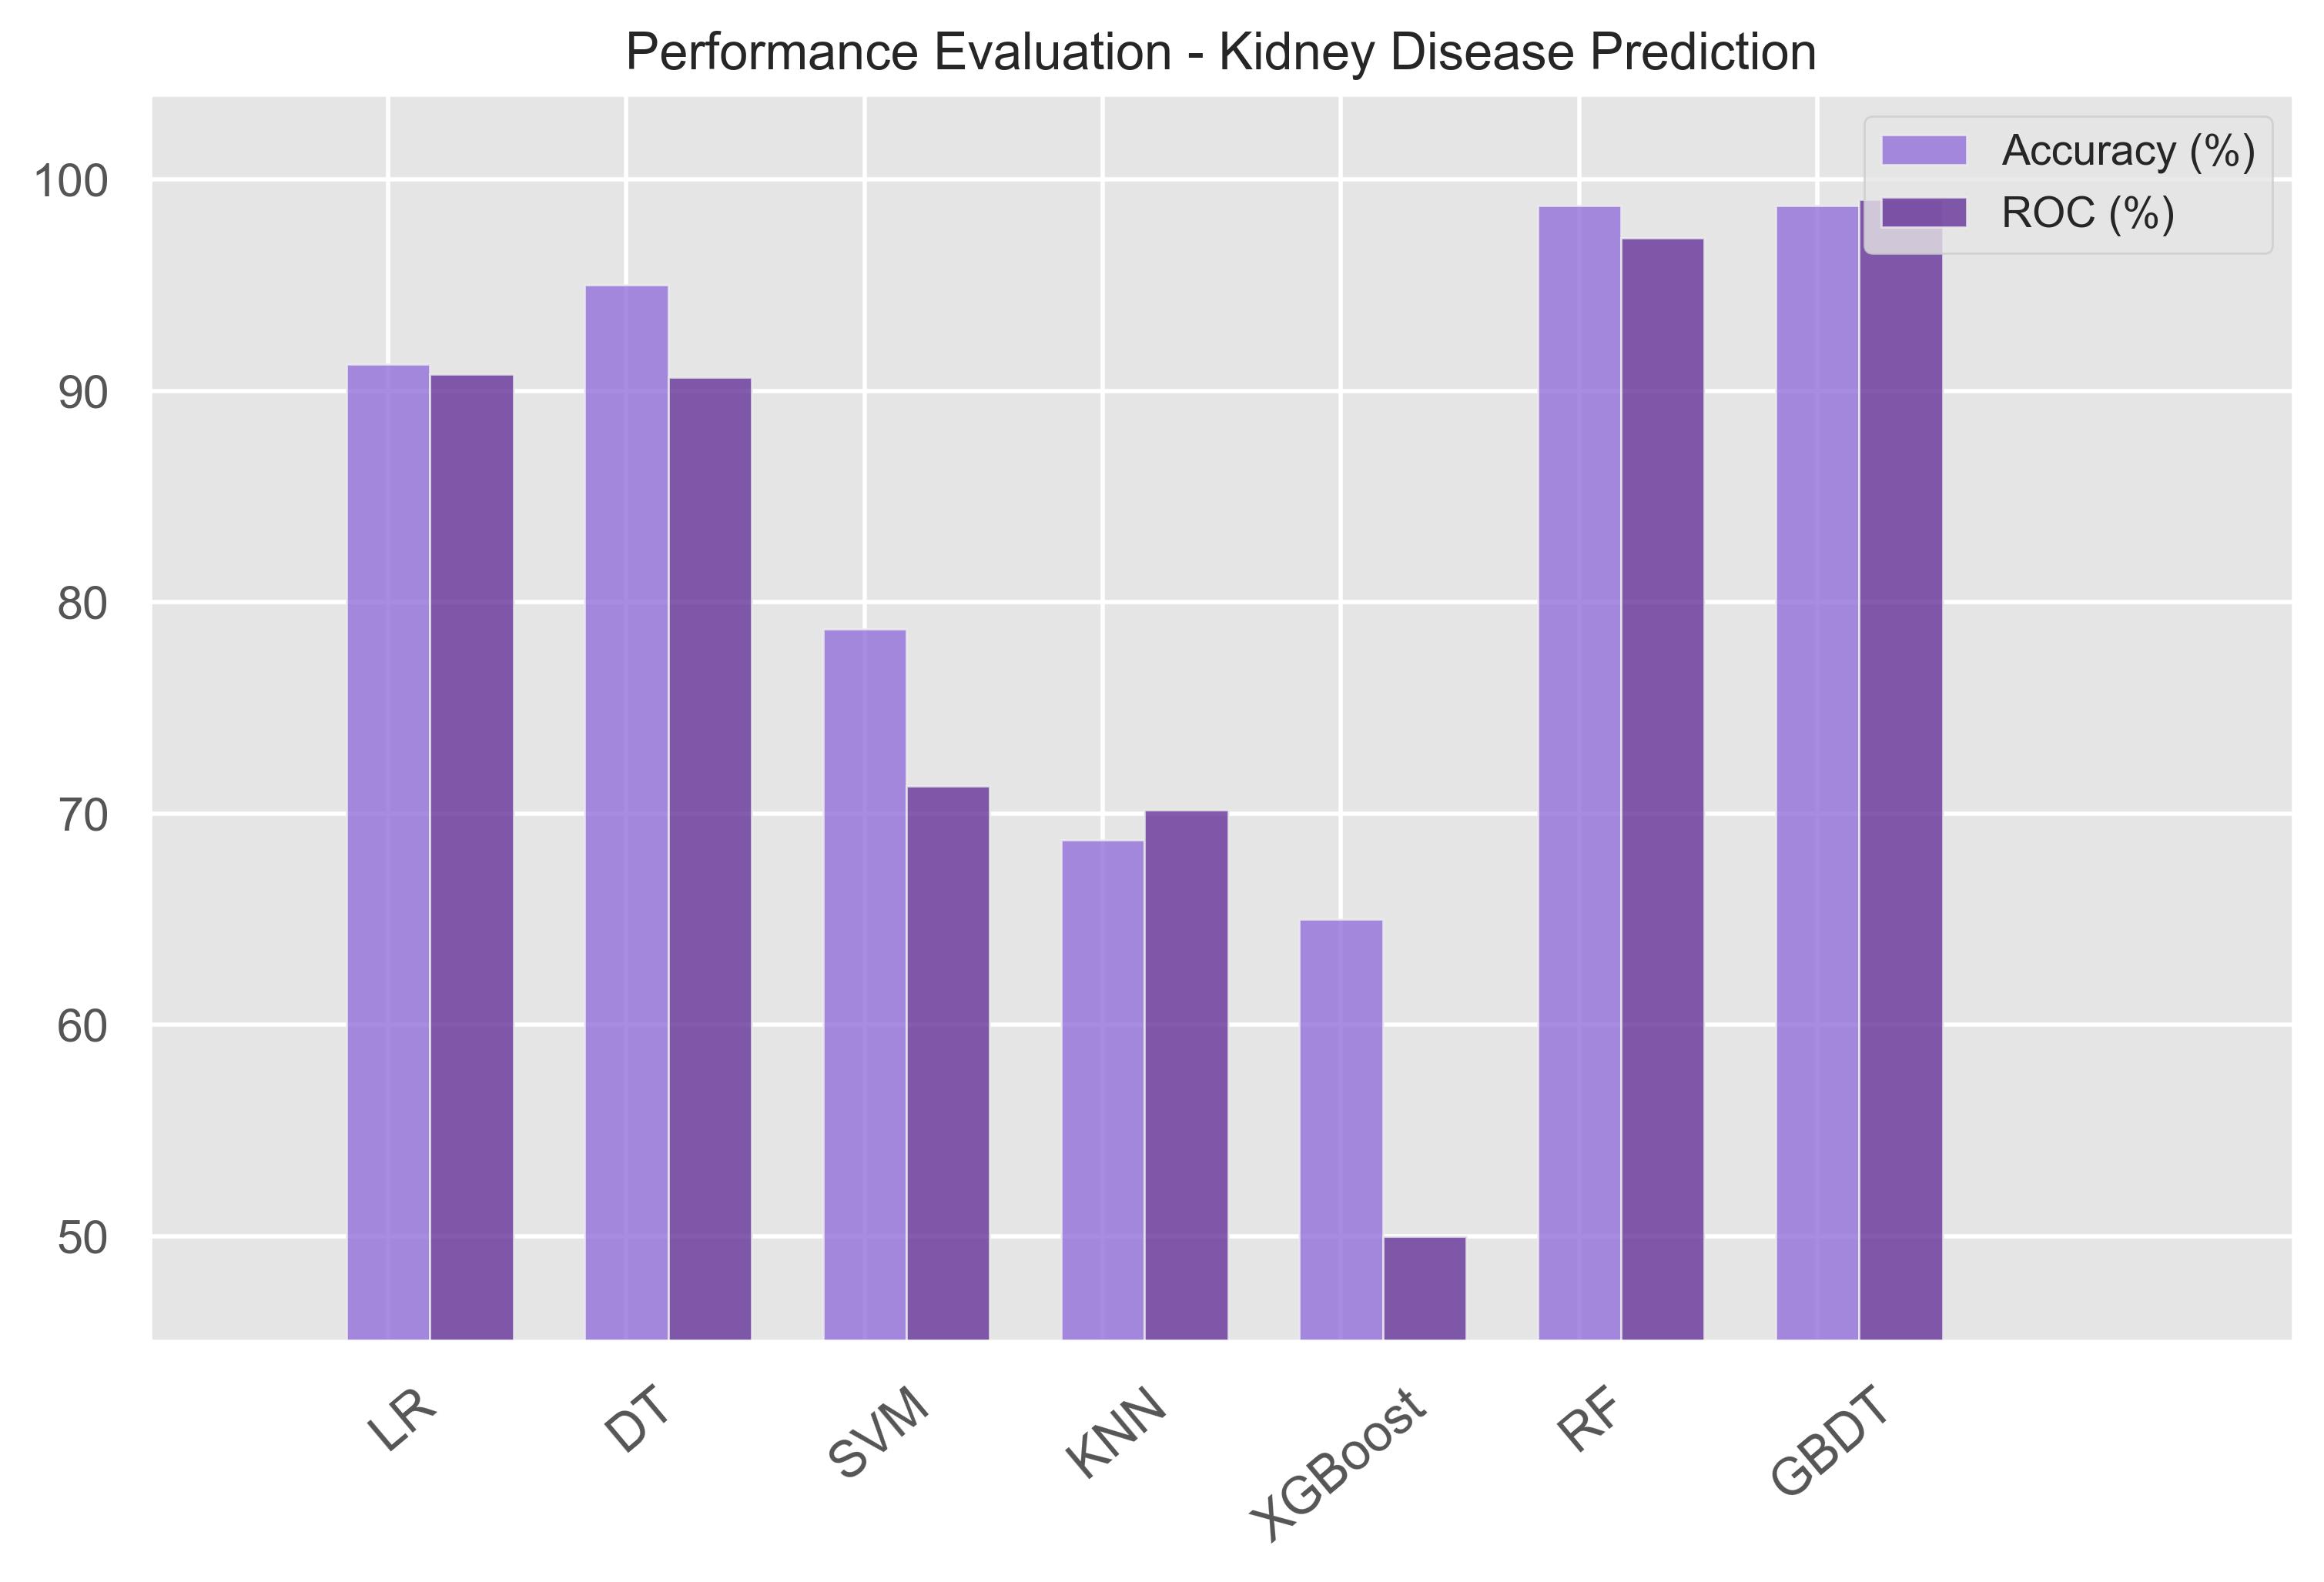 Performance Evaluation - Kidney Disease Prediction
Accuracy (%)
ROC (%)
100
90
80
70
60
50
LR
DT
SVM
KNN
XGBoost
RF
GBDT